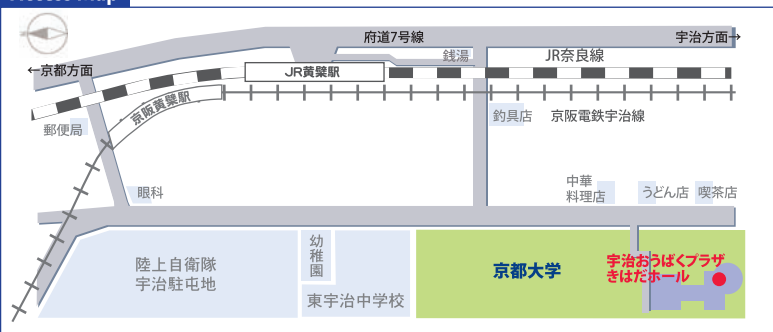 Access Map
府道7号線
宇治方面→
←京都方面
銭湯
JR奈良線
JR黄檗駅
京阪黄檗駅
郵便局
釣具店
京阪電鉄宇治線
眼科
中華
料理店
うどん店
喫茶店
幼稚園
陸上自衛隊
宇治駐屯地
東宇治中学校
京都大学
宇治おうばくプラザ
きはだホール